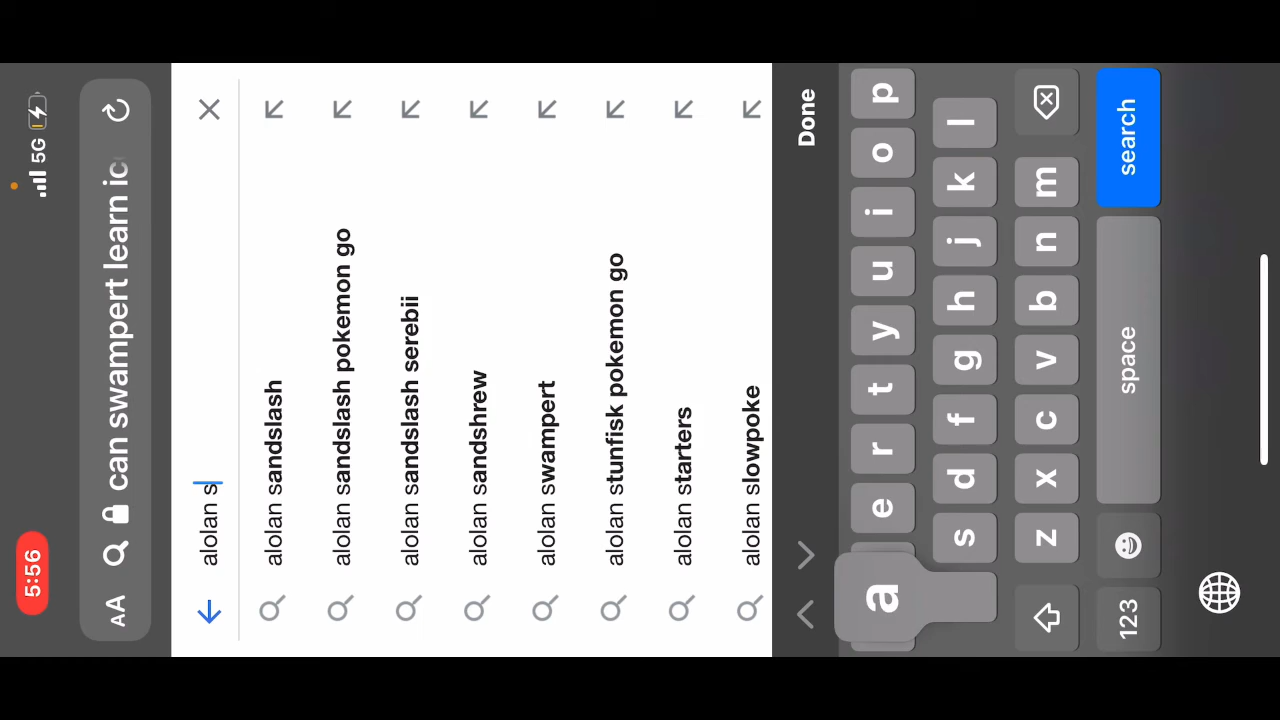 5:56
5G
AA
can swampert learn ic
alolan s
alolan sandslash
alolan sandslash pokemon go
alolan sandslash serebii
alolan sandshrew
alolan swampert
alolan stunfisk pokemon go
alolan starters
alolan slowpoke
Done
e r t y u i o p
a s d f g h j k l
z x c v b n m
123 space search